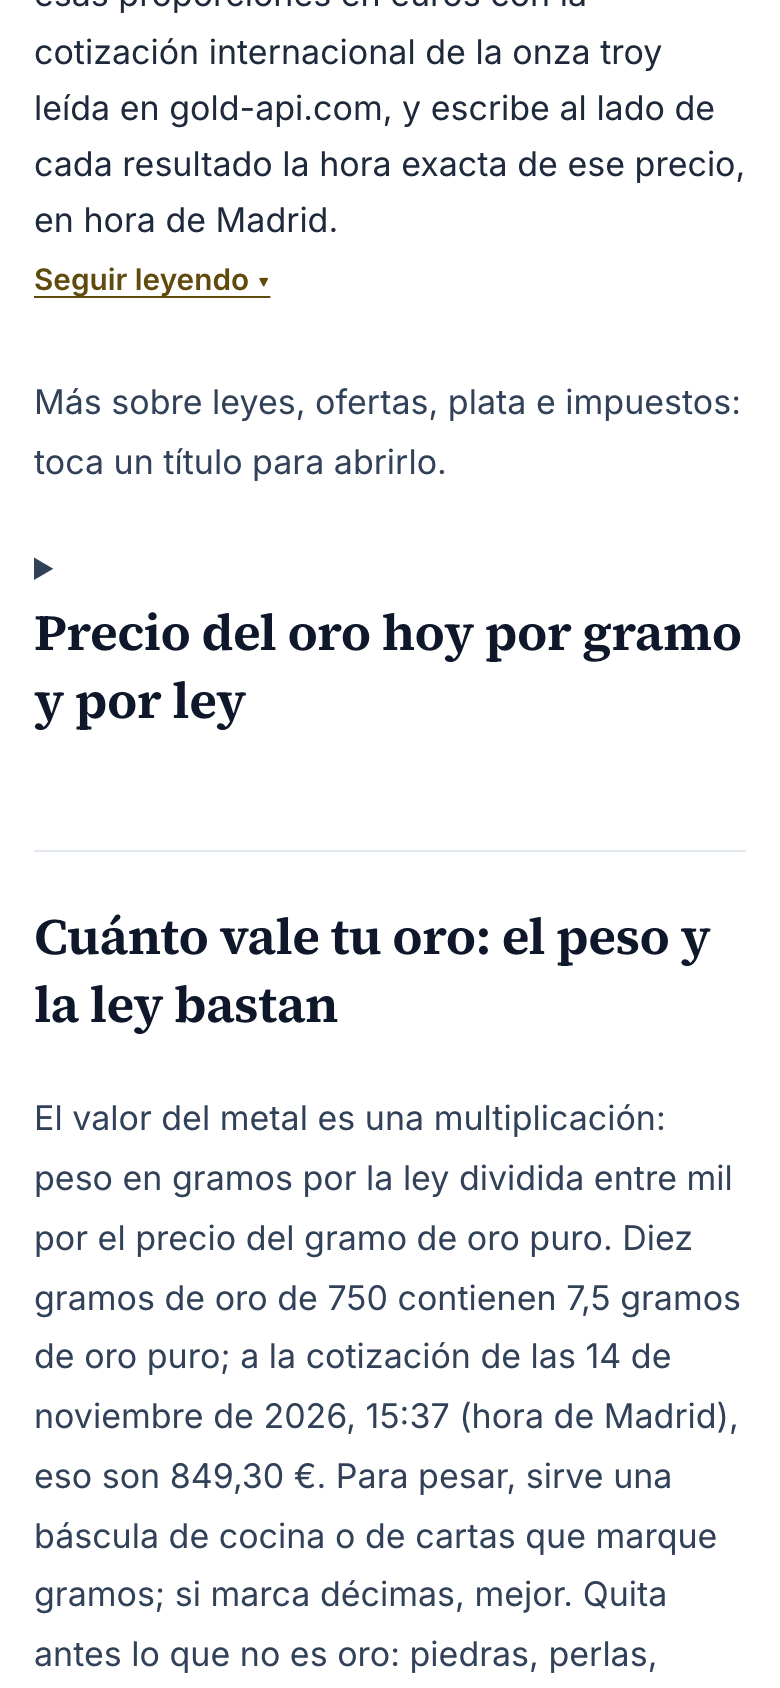 esas proporciones en euros con la
cotización internacional de la onza troy
leída en gold-api.com, y escribe al lado de
cada resultado la hora exacta de ese precio,
en hora de Madrid.
Seguir leyendo ▾
Más sobre leyes, ofertas, plata e impuestos:
toca un título para abrirlo.
Precio del oro hoy por gramo
y por ley
Cuánto vale tu oro: el peso y
la ley bastan
El valor del metal es una multiplicación:
peso en gramos por la ley dividida entre mil
por el precio del gramo de oro puro. Diez
gramos de oro de 750 contienen 7,5 gramos
de oro puro; a la cotización de las 14 de
noviembre de 2026, 15:37 (hora de Madrid),
eso son 849,30 €. Para pesar, sirve una
báscula de cocina o de cartas que marque
gramos; si marca décimas, mejor. Quita
antes lo que no es oro: piedras, perlas,